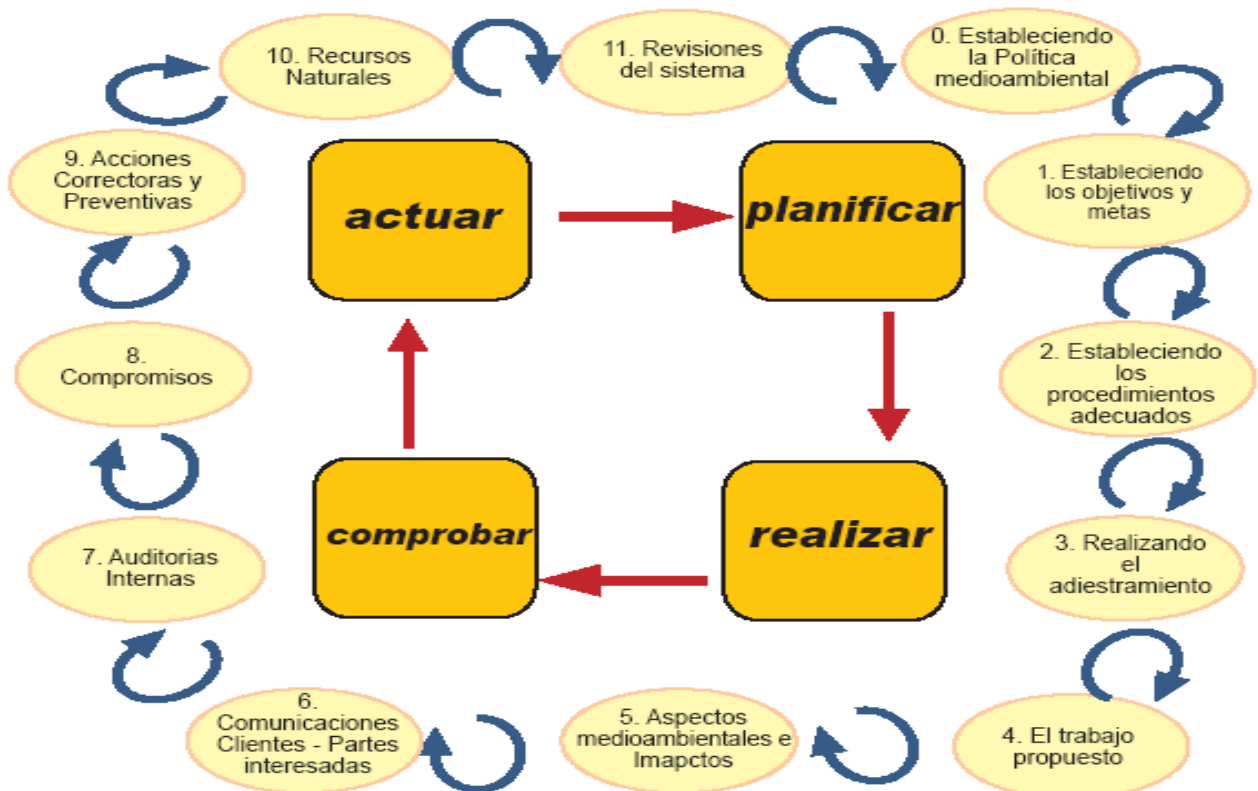 10. Recursos
Naturales
11. Revisiones
del sistema
0. Estableciendo
la Política
medioambiental
9. Acciones
Correctoras y
Preventivas
actuar
planificar
1. Estableciendo
los objetivos y
metas
8.
Compromisos
2. Estableciendo
los
procedimientos
adecuados
7. Auditorias
Internas
comprobar
realizar
3. Realizando
el
adiestramiento
6.
Comunicaciones
Clientes - Partes
interesadas
5. Aspectos
medioambientales e
Imapctos
4. El trabajo
propuesto